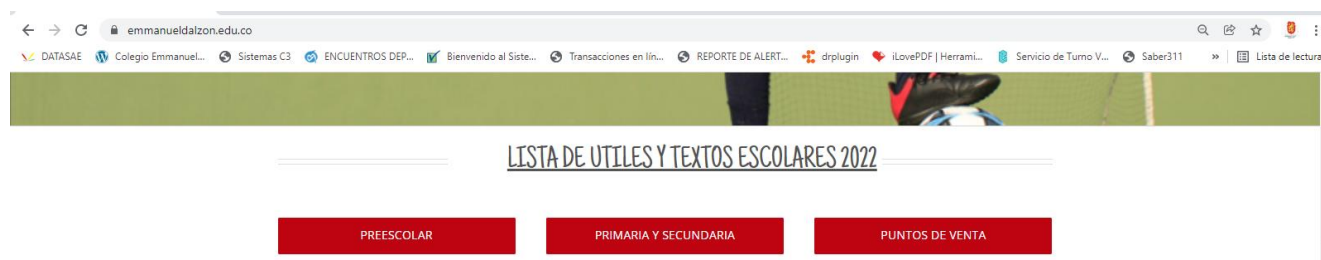 emmanueldalzon.edu.co
DATASAE Colegio Emmanuel... Sistemas C3 ENCUENTROS DEP... Bienvenido al Siste... Transacciones en lín... REPORTE DE ALERT... drplugin iLovePDF | Herrami... Servicio de Turno V... Saber311 » Lista de lectura
LISTA DE UTILES Y TEXTOS ESCOLARES 2022
PREESCOLAR PRIMARIA Y SECUNDARIA PUNTOS DE VENTA